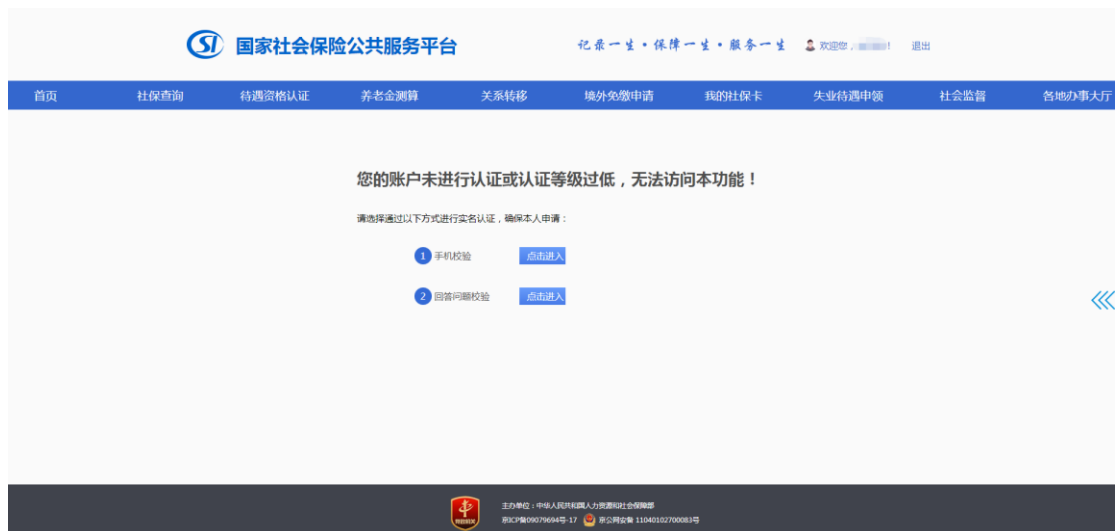 国家社会保险公共服务平台
记录一生·保障一生·服务一生
欢迎您， ！ 退出
首页 社保查询 待遇资格认证 养老金测算 关系转移 境外免缴申请 我的社保卡 失业待遇申领 社会监督 各地办事大厅
您的账户未进行认证或认证等级过低，无法访问本功能！
请选择通过以下方式进行实名认证，确保本人申请：
1 手机校验 点击进入
2 回答问题校验 点击进入
主办单位：中华人民共和国人力资源和社会保障部
京ICP备09079694号-17 京公网安备 11040102700083号